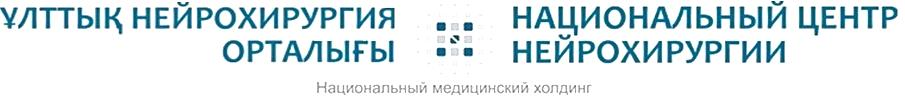 ҰЛТТЫҚ НЕЙРОХИРУРГИЯ
ОРТАЛЫҒЫ
НАЦИОНАЛЬНЫЙ ЦЕНТР
НЕЙРОХИРУРГИИ
Национальный медицинский холдинг